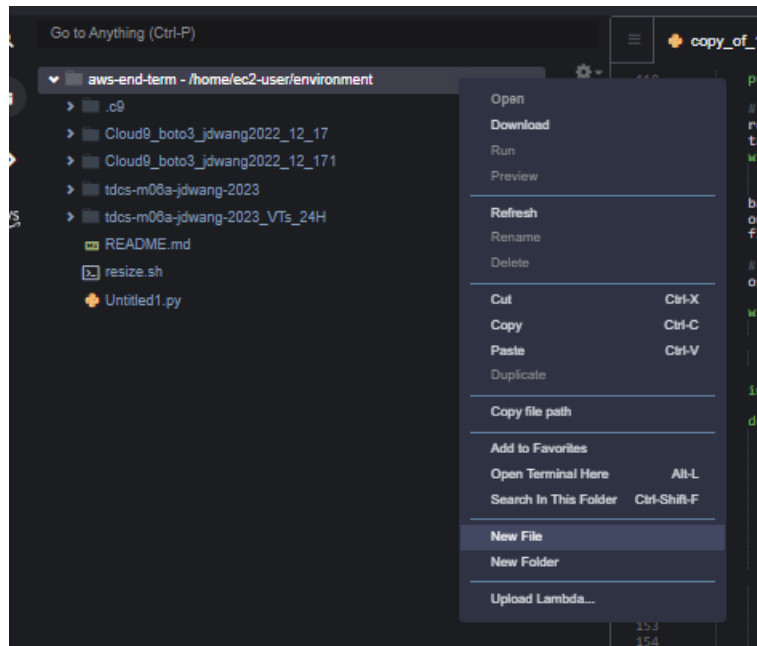 Go to Anything (Ctrl-P)
copy_of_
aws-end-term - /home/ec2-user/environment
.c9
Cloud9_boto3_jdwang2022_12_17
Cloud9_boto3_jdwang2022_12_171
tdcs-m06a-jdwang-2023
tdcs-m06a-jdwang-2023_VTs_24H
README.md
resize.sh
Untitled1.py
Open
Download
Run
Preview
Refresh
Rename
Delete
Cut Ctrl-X
Copy Ctrl-C
Paste Ctrl-V
Duplicate
Copy file path
Add to Favorites
Open Terminal Here Alt-L
Search In This Folder Ctrl-Shift-F
New File
New Folder
Upload Lambda...
153
154